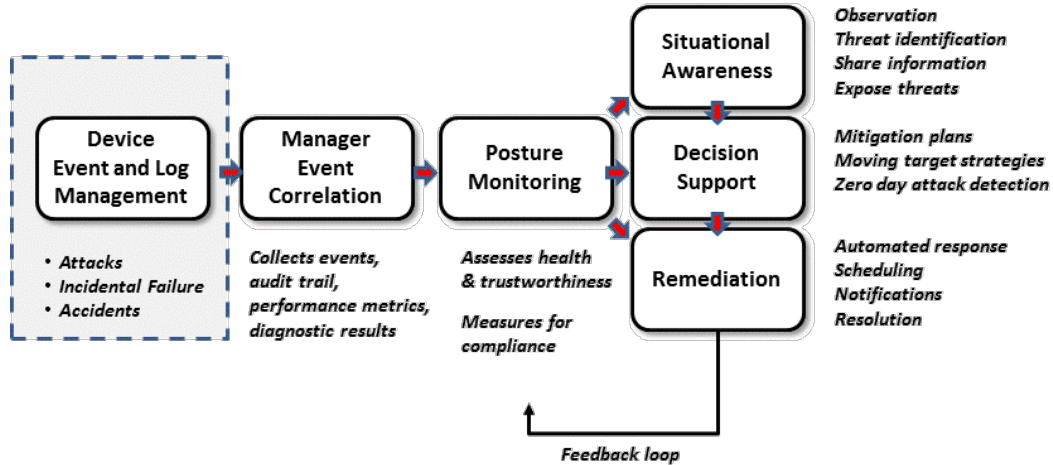 Device
Event and Log
Management
• Attacks
• Incidental Failure
• Accidents
Manager
Event
Correlation
Collects events,
audit trail,
performance metrics,
diagnostic results
Posture
Monitoring
Assesses health
& trustworthiness
Measures for
compliance
Situational
Awareness
Observation
Threat identification
Share information
Expose threats
Decision
Support
Mitigation plans
Moving target strategies
Zero day attack detection
Remediation
Automated response
Scheduling
Notifications
Resolution
Feedback loop